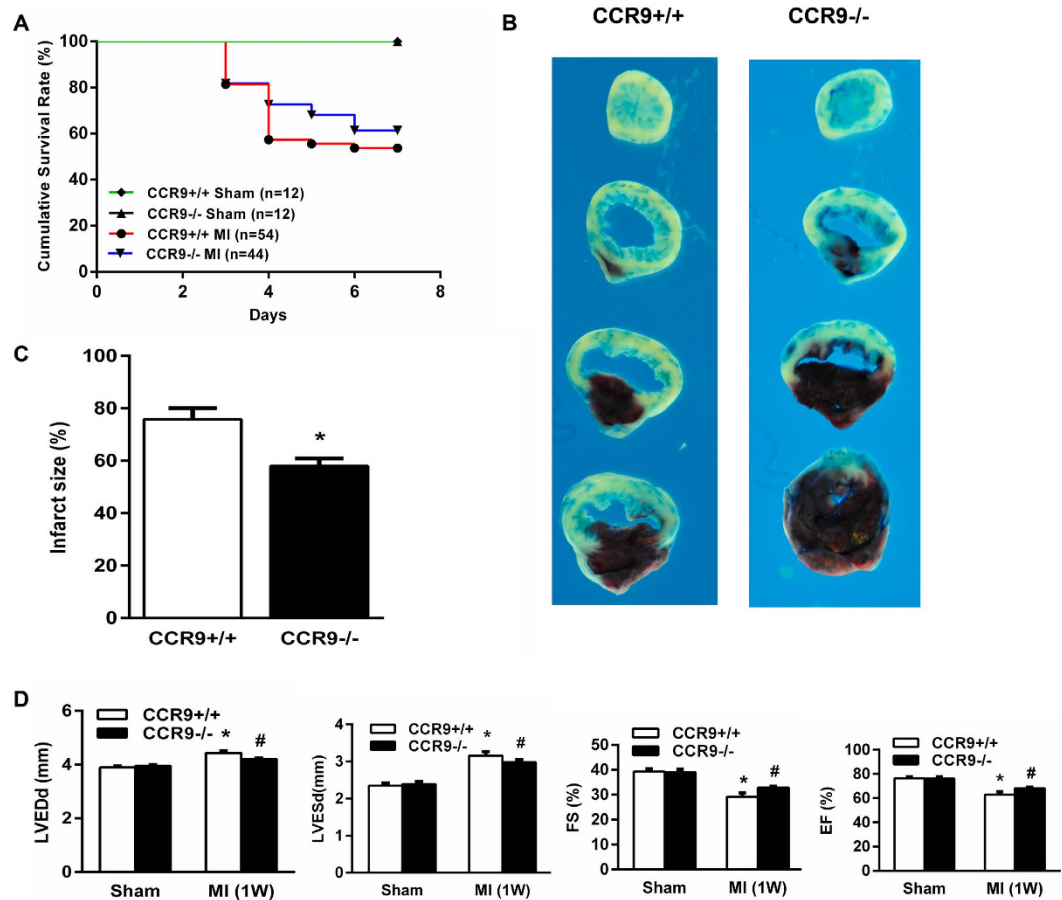 A
Cumulative Survival Rate (%)
100
80
60
40
20
0
0 2 4 6 8
Days
CCR9+/+ Sham (n=12)
CCR9-/- Sham (n=12)
CCR9+/+ MI (n=54)
CCR9-/- MI (n=44)
B
CCR9+/+ CCR9-/-
C
Infarct size (%)
100
80
60
40
20
0
*
CCR9+/+ CCR9-/-
D
LVEDd (mm)
6
4
2
0
CCR9+/+
CCR9-/-
* #
Sham MI (1W)
LVESd(mm)
4
3
2
1
0
CCR9+/+
CCR9-/-
* #
Sham MI (1W)
FS (%)
50
40
30
20
10
0
CCR9+/+
CCR9-/-
* #
Sham MI (1W)
EF (%)
100
80
60
40
20
0
CCR9+/+
CCR9-/-
* #
Sham MI (1W)